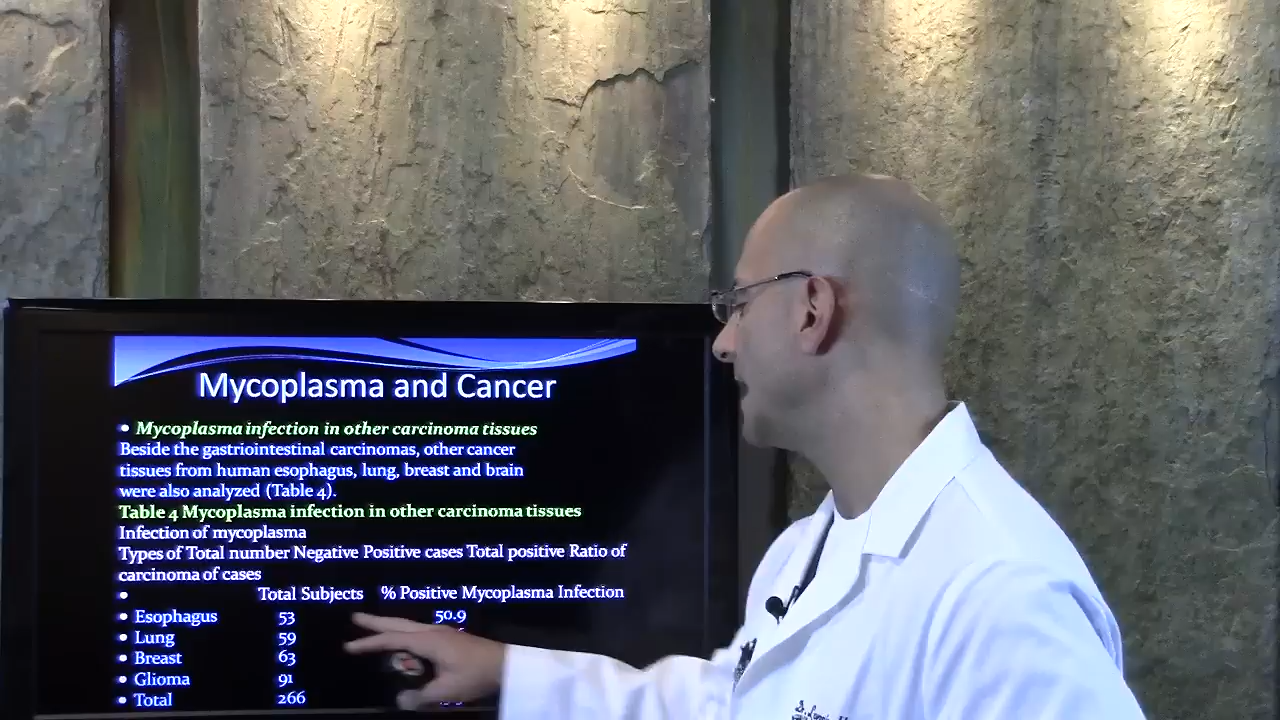 Mycoplasma and Cancer
• Mycoplasma infection in other carcinoma tissues
Beside the gastriointestinal carcinomas, other cancer
tissues from human esophagus, lung, breast and brain
were also analyzed (Table 4).
Table 4 Mycoplasma infection in other carcinoma tissues
Infection of mycoplasma
Types of Total number Negative Positive cases Total positive Ratio of
carcinoma of cases
• Total Subjects % Positive Mycoplasma Infection
• Esophagus 53 50.9
• Lung 59
• Breast 63
• Glioma 91
• Total 266